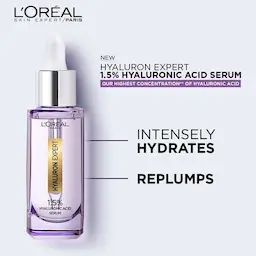 L'ORÉAL
SKIN EXPERT/PARIS
NEW
HYALURON EXPERT
1.5% HYALURONIC ACID SERUM
OUR HIGHEST CONCENTRATION** OF HYALURONIC ACID
INTENSELY
HYDRATES
REPLUMPS
L'ORÉAL
HYALURON EXPERT
1.5%
HYALURONIC ACID
SERUM